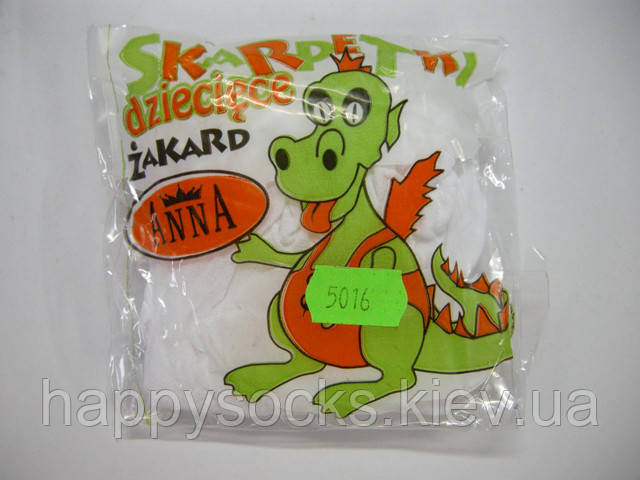 SKARPETKI
dziecięce
ŻAKARD
ANNA
5016
happysocks.kiev.ua